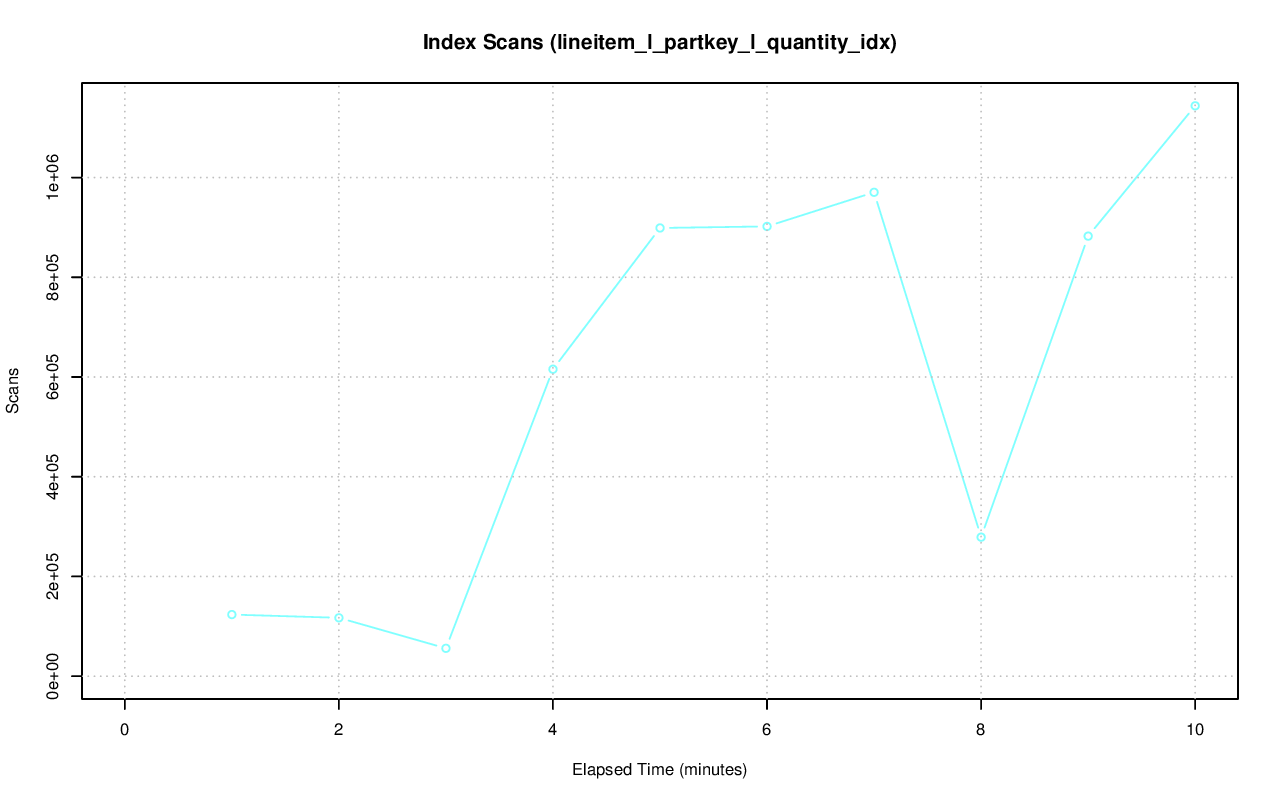 Index Scans (lineitem_l_partkey_l_quantity_idx)
Scans
1e+06
8e+05
6e+05
4e+05
2e+05
0e+00
0 2 4 6 8 10
Elapsed Time (minutes)